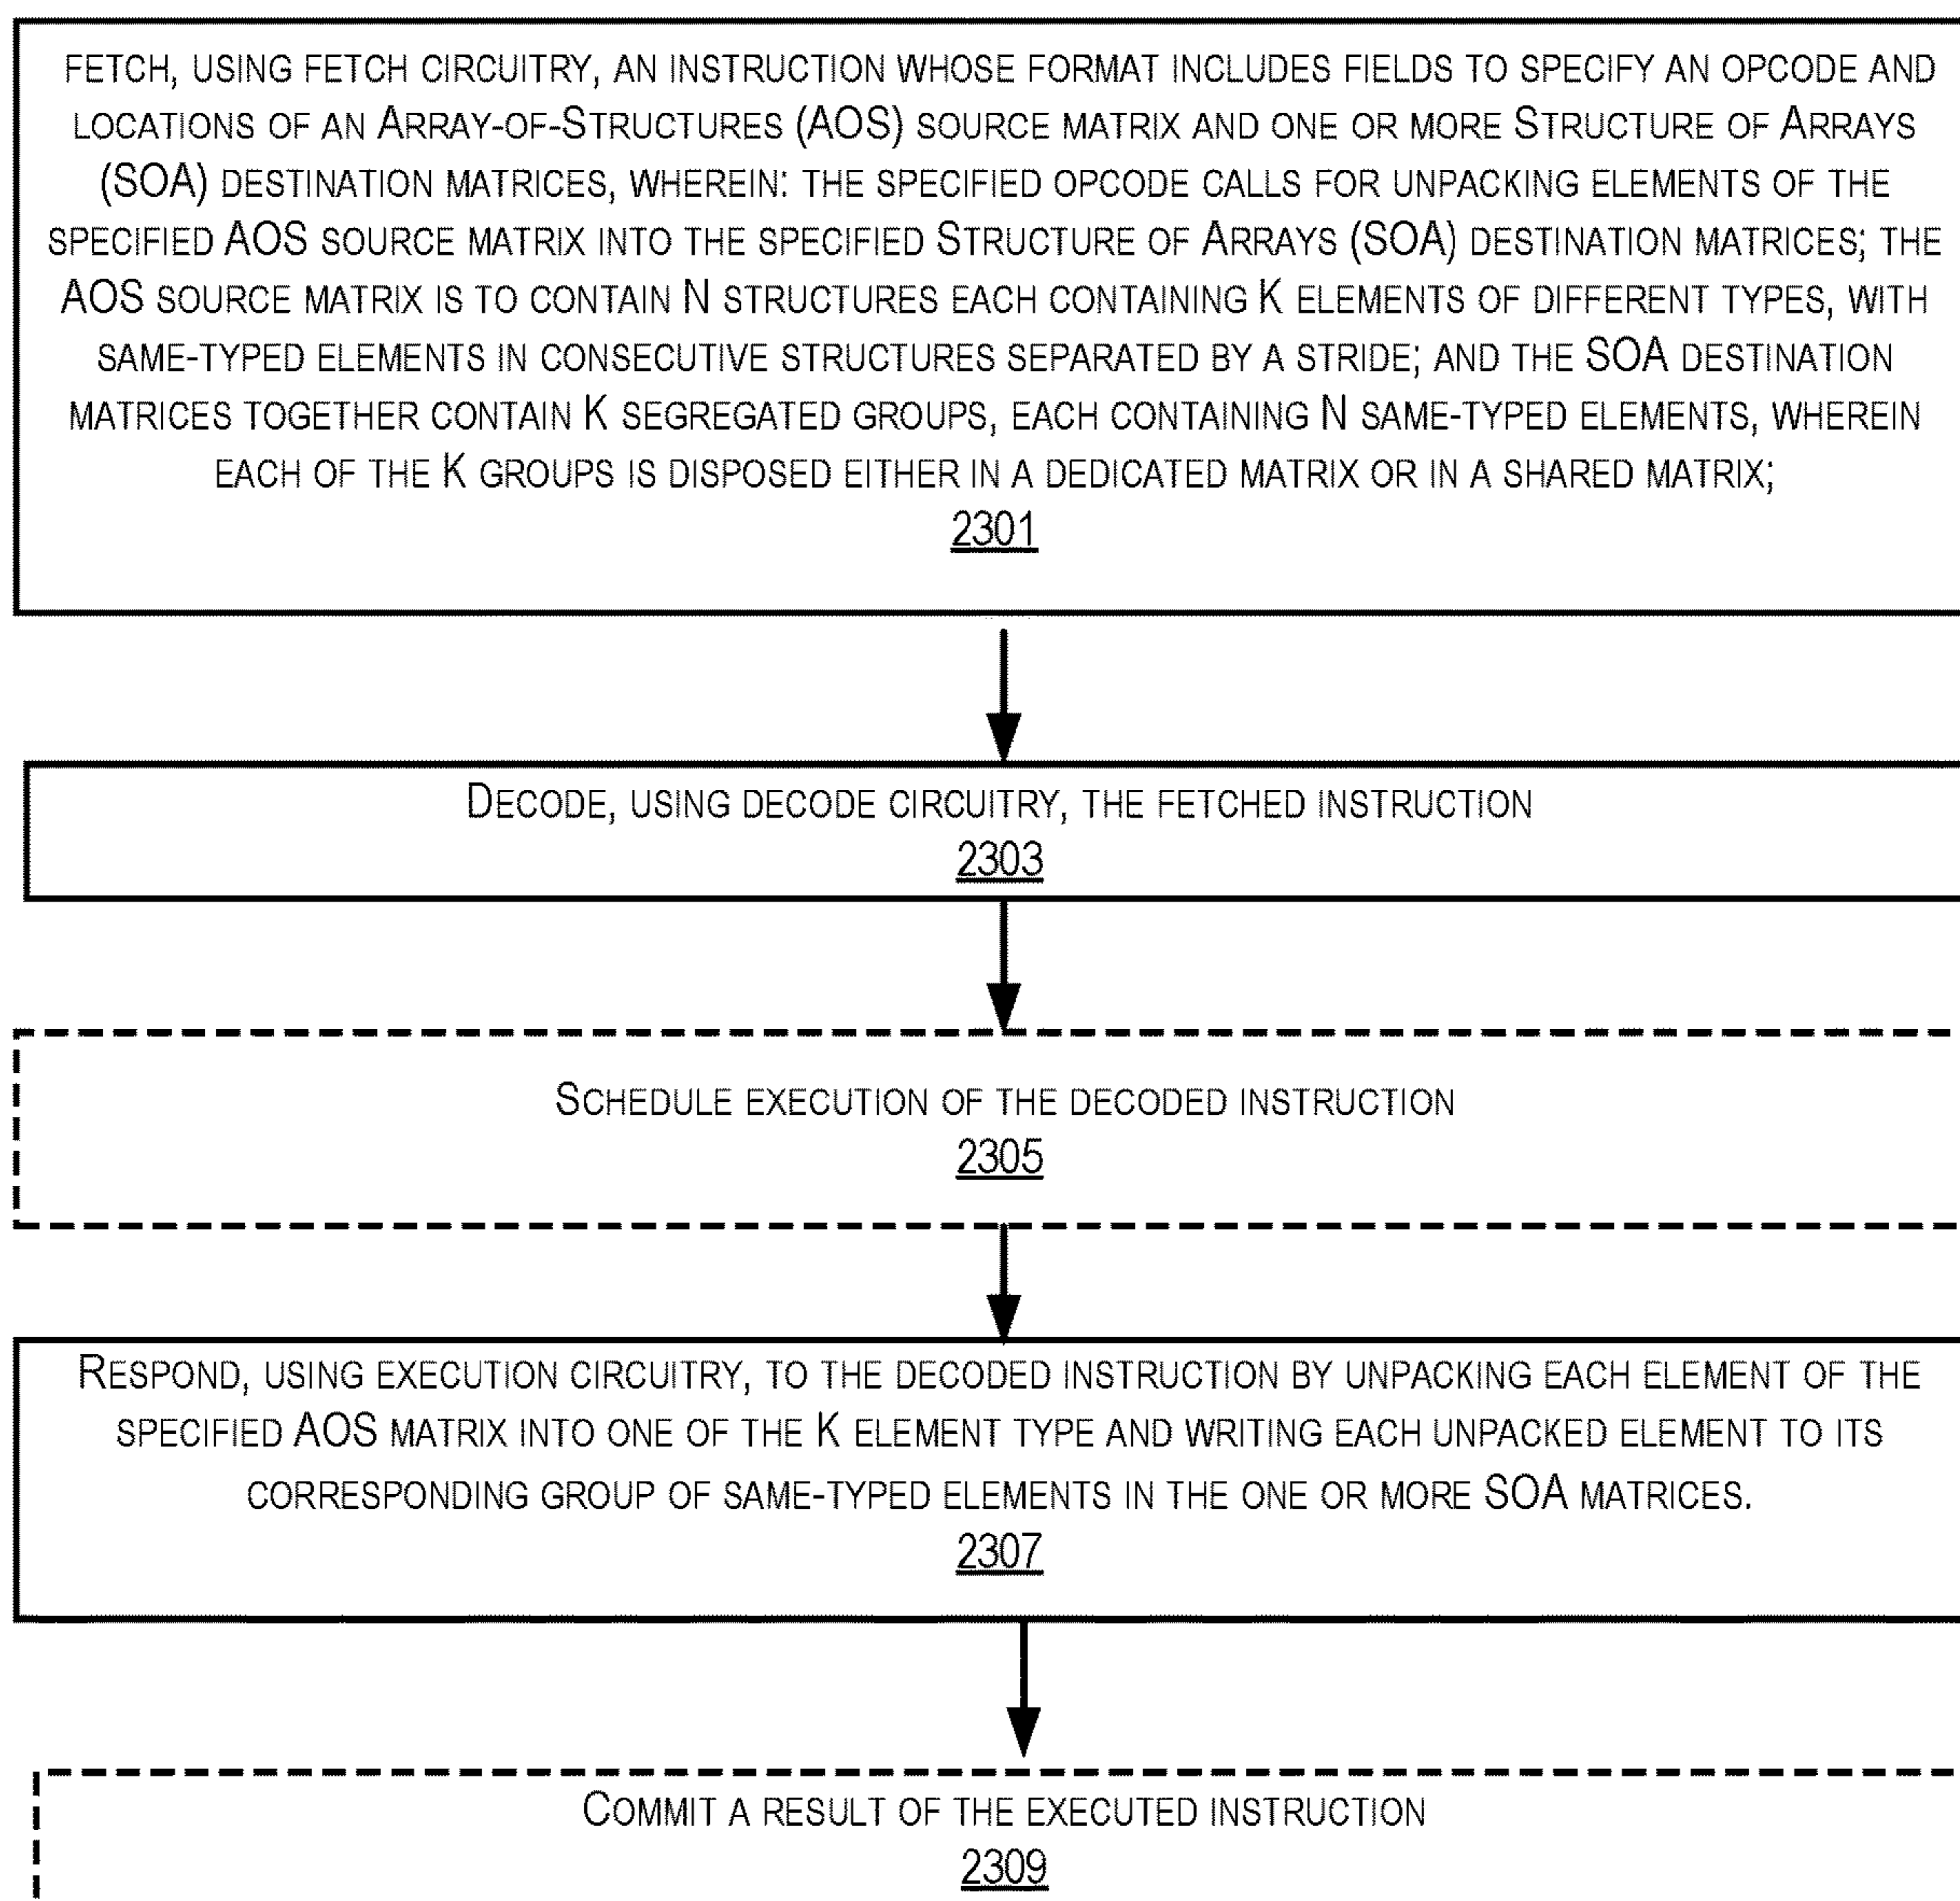 FETCH, USING FETCH CIRCUITRY, AN INSTRUCTION WHOSE FORMAT INCLUDES FIELDS TO SPECIFY AN OPCODE AND
LOCATIONS OF AN ARRAY-OF-STRUCTURES (AOS) SOURCE MATRIX AND ONE OR MORE STRUCTURE OF ARRAYS
(SOA) DESTINATION MATRICES, WHEREIN: THE SPECIFIED OPCODE CALLS FOR UNPACKING ELEMENTS OF THE
SPECIFIED AOS SOURCE MATRIX INTO THE SPECIFIED STRUCTURE OF ARRAYS (SOA) DESTINATION MATRICES; THE
AOS SOURCE MATRIX IS TO CONTAIN N STRUCTURES EACH CONTAINING K ELEMENTS OF DIFFERENT TYPES, WITH
SAME-TYPED ELEMENTS IN CONSECUTIVE STRUCTURES SEPARATED BY A STRIDE; AND THE SOA DESTINATION
MATRICES TOGETHER CONTAIN K SEGREGATED GROUPS, EACH CONTAINING N SAME-TYPED ELEMENTS, WHEREIN
EACH OF THE K GROUPS IS DISPOSED EITHER IN A DEDICATED MATRIX OR IN A SHARED MATRIX;
2301
DECODE, USING DECODE CIRCUITRY, THE FETCHED INSTRUCTION
2303
SCHEDULE EXECUTION OF THE DECODED INSTRUCTION
2305
RESPOND, USING EXECUTION CIRCUITRY, TO THE DECODED INSTRUCTION BY UNPACKING EACH ELEMENT OF THE
SPECIFIED AOS MATRIX INTO ONE OF THE K ELEMENT TYPE AND WRITING EACH UNPACKED ELEMENT TO ITS
CORRESPONDING GROUP OF SAME-TYPED ELEMENTS IN THE ONE OR MORE SOA MATRICES.
2307
COMMIT A RESULT OF THE EXECUTED INSTRUCTION
2309